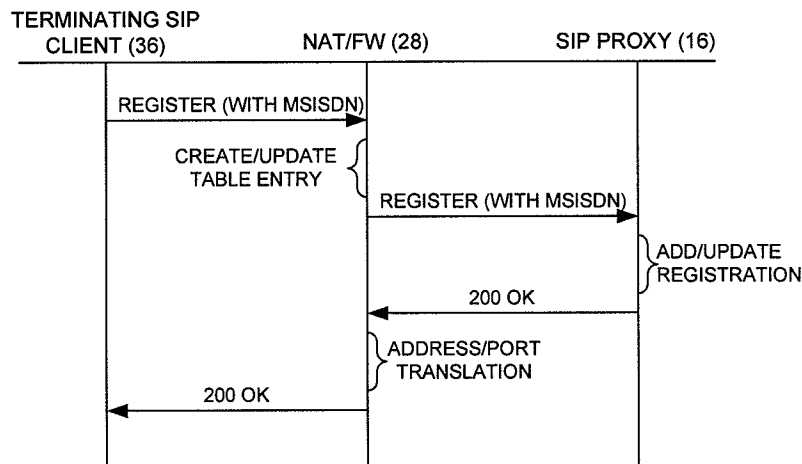 TERMINATING SIP
CLIENT (36)
NAT/FW (28)
SIP PROXY (16)
REGISTER (WITH MSISDN)
CREATE/UPDATE
TABLE ENTRY
REGISTER (WITH MSISDN)
ADD/UPDATE
REGISTRATION
200 OK
ADDRESS/PORT
TRANSLATION
200 OK